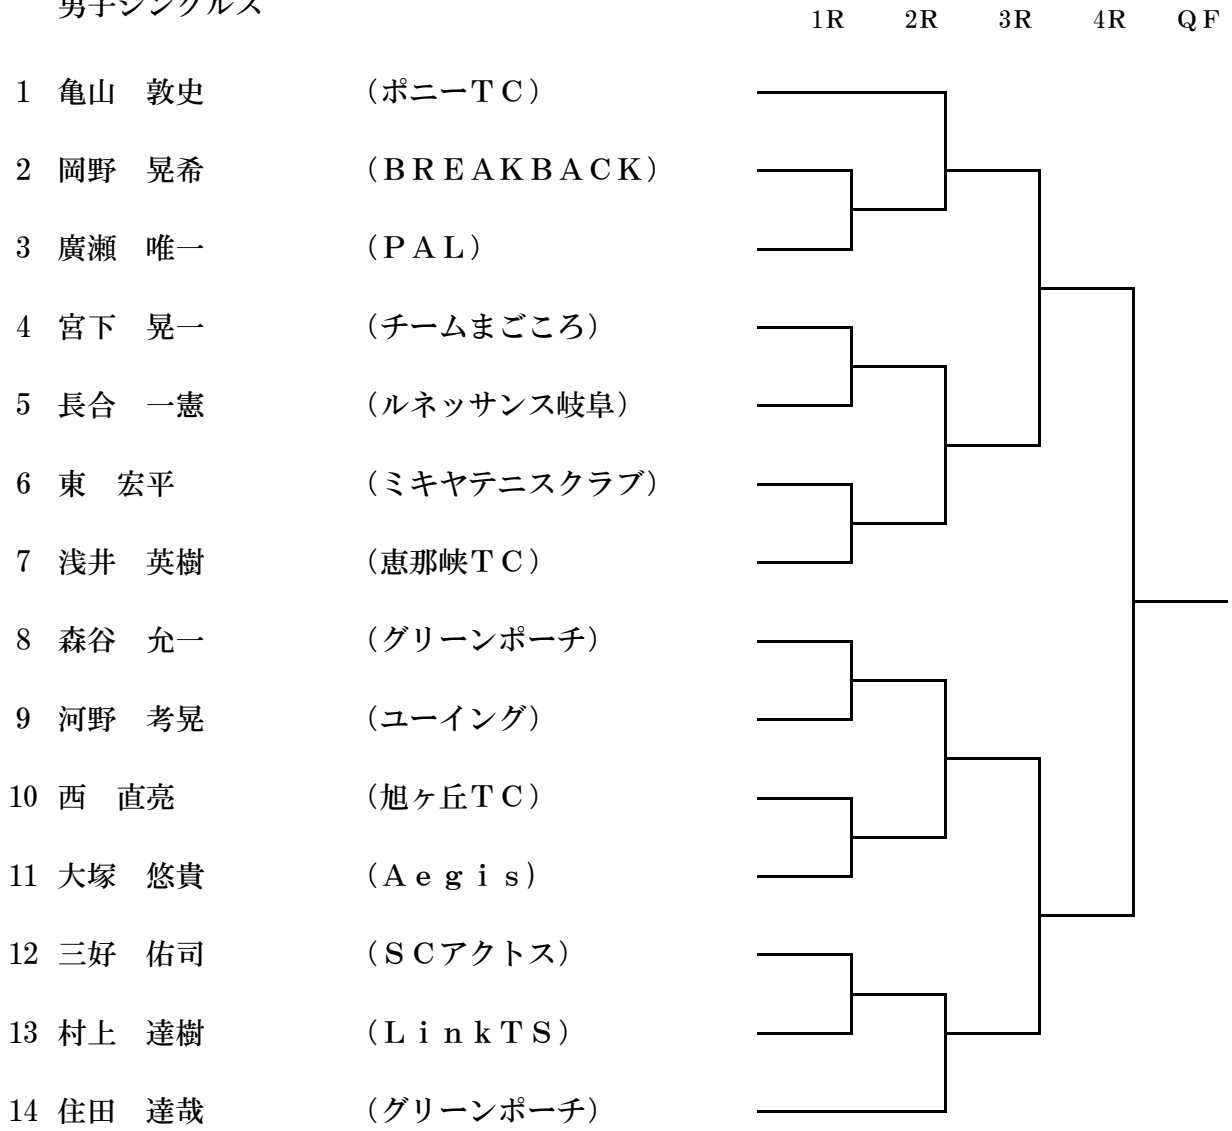 男子シングルス
1R 2R 3R 4R QF
1 亀山 敦史 （ポニーＴＣ）
2 岡野 晃希 （ＢＲＥＡＫＢＡＣＫ）
3 廣瀬 唯一 （ＰＡＬ）
4 宮下 晃一 （チームまごころ）
5 長合 一憲 （ルネッサンス岐阜）
6 東 宏平 （ミキヤテニスクラブ）
7 浅井 英樹 （恵那峡ＴＣ）
8 森谷 允一 （グリーンポーチ）
9 河野 考晃 （ユーイング）
10 西 直亮 （旭ヶ丘ＴＣ）
11 大塚 悠貴 （Ａｅｇｉｓ）
12 三好 佑司 （ＳＣアクトス）
13 村上 達樹 （ＬｉｎｋＴＳ）
14 住田 達哉 （グリーンポーチ）